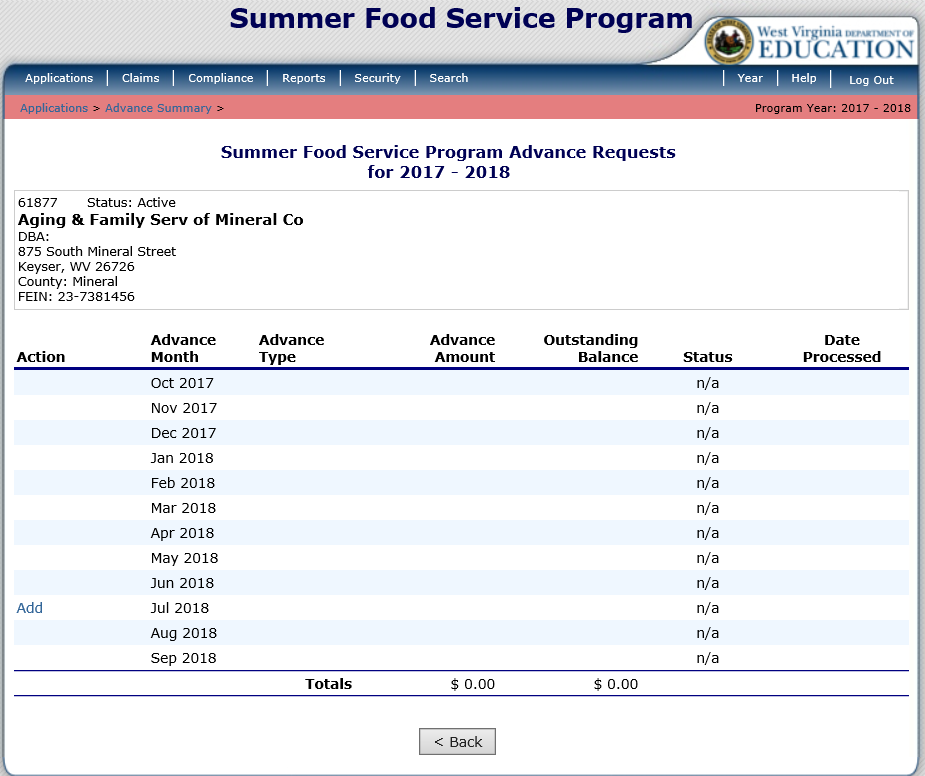 Summer Food Service Program
West Virginia DEPARTMENT OF
EDUCATION
Applications Claims Compliance Reports Security Search Year Help Log Out
Applications > Advance Summary > Program Year: 2017 - 2018
Summer Food Service Program Advance Requests
for 2017 - 2018
61877 Status: Active
Aging & Family Serv of Mineral Co
DBA:
875 South Mineral Street
Keyser, WV 26726
County: Mineral
FEIN: 23-7381456
Advance Advance Advance Outstanding Date
Action Month Type Amount Balance Status Processed
Oct 2017 n/a
Nov 2017 n/a
Dec 2017 n/a
Jan 2018 n/a
Feb 2018 n/a
Mar 2018 n/a
Apr 2018 n/a
May 2018 n/a
Jun 2018 n/a
Add Jul 2018 n/a
Aug 2018 n/a
Sep 2018 n/a
Totals $ 0.00 $ 0.00
< Back